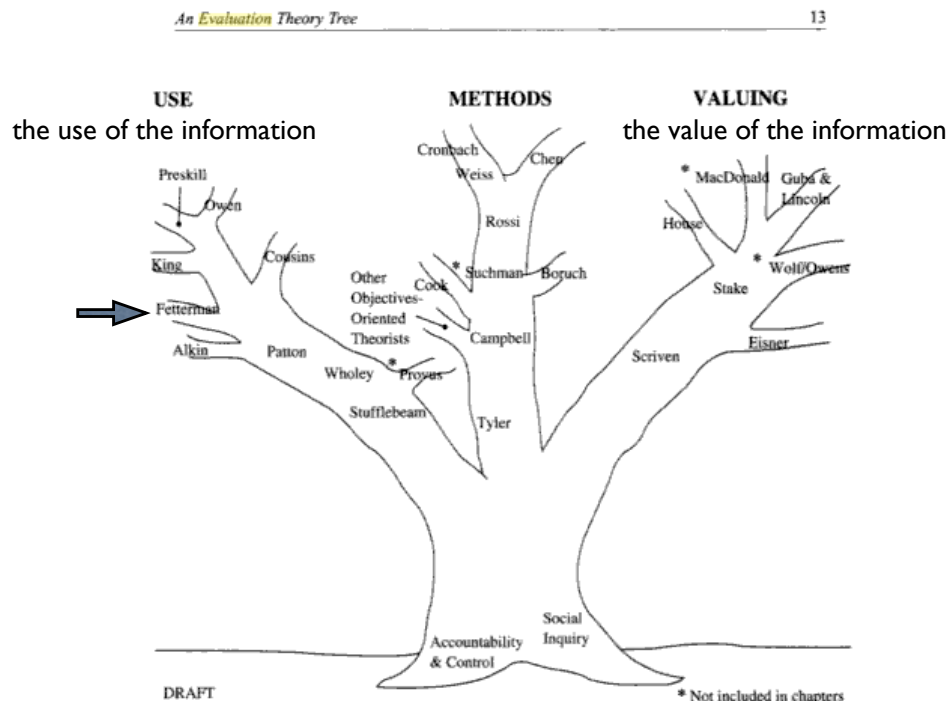 An Evaluation Theory Tree 13
USE
METHODS
VALUING
the use of the information
the value of the information
Cronbach
Chen
Weiss
Preskill
Owen
Rossi
* MacDonald
Guba &
Lincoln
House
King
Cousins
Other
Objectives-
Oriented
Theorists
Cook
* Suchman
Boruch
Stake
* Wolf/Owens
Fetterman
Campbell
Alkin
Patton
Wholey
* Provus
Scriven
Eisner
Stufflebeam
Tyler
Accountability
& Control
Social
Inquiry
DRAFT
* Not included in chapters